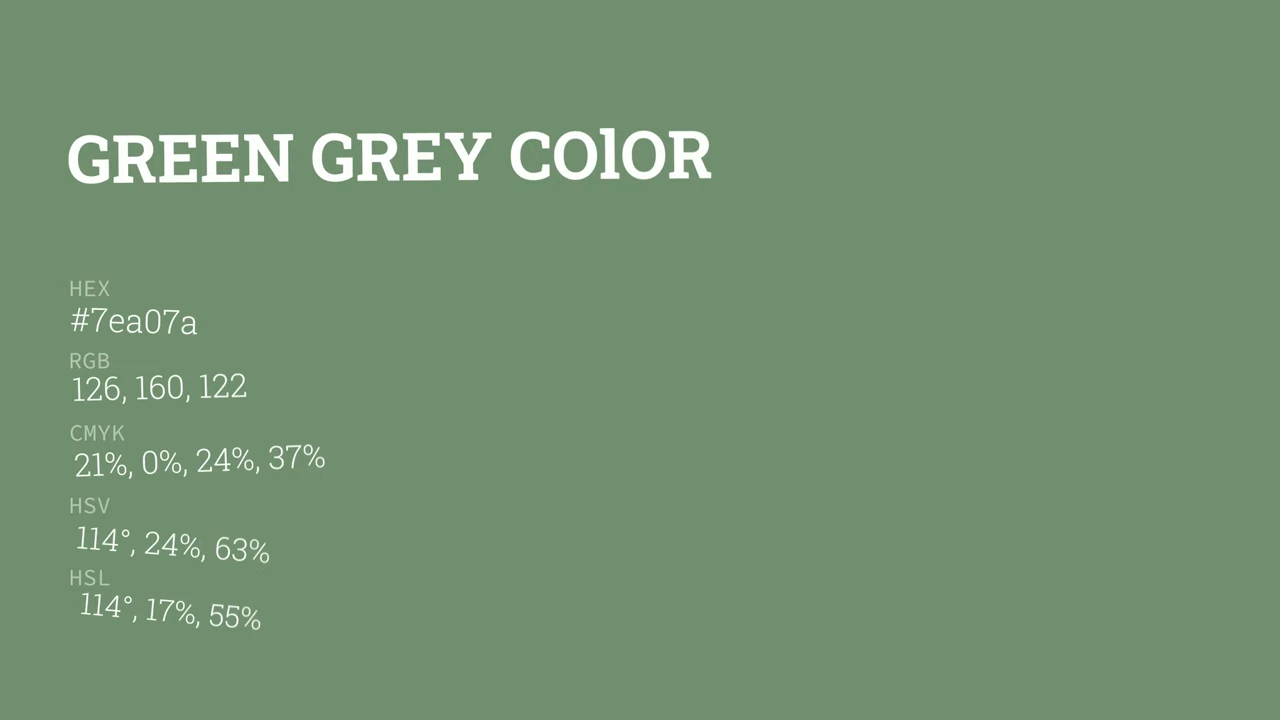 GREEN GREY COlOR
HEX
#7ea07a
RGB
126, 160, 122
CMYK
21%, 0%, 24%, 37%
HSV
114°, 24%, 63%
HSL
114°, 17%, 55%